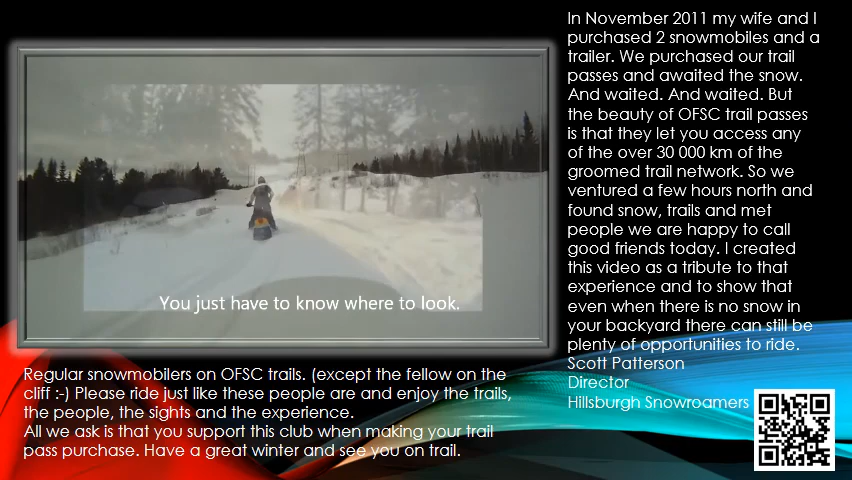 In November 2011 my wife and I
purchased 2 snowmobiles and a
trailer. We purchased our trail
passes and awaited the snow.
And waited. And waited. But
the beauty of OFSC trail passes
is that they let you access any
of the over 30 000 km of the
groomed trail network. So we
ventured a few hours north and
found snow, trails and met
people we are happy to call
good friends today. I created
this video as a tribute to that
experience and to show that
even when there is no snow in
your backyard there can still be
plenty of opportunities to ride.
Scott Patterson
Director
Hillsburgh Snowroamers
You just have to know where to look.
Regular snowmobilers on OFSC trails. (except the fellow on the
cliff :-) Please ride just like these people are and enjoy the trails,
the people, the sights and the experience.
All we ask is that you support this club when making your trail
pass purchase. Have a great winter and see you on trail.